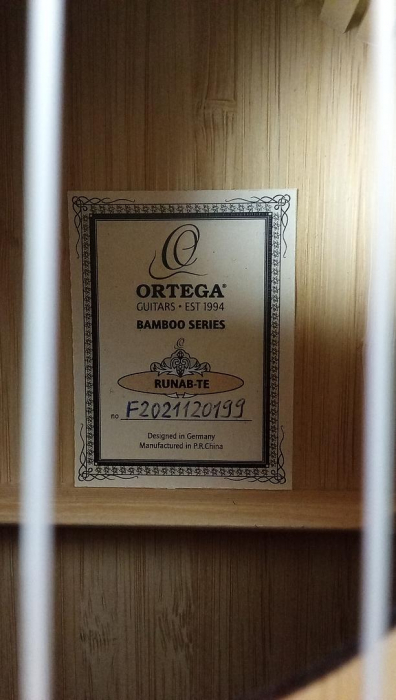 ORTEGA®
GUITARS • EST 1994
BAMBOO SERIES
RUNAB-TE
no F2021120199
Designed in Germany
Manufactured in P.R.China